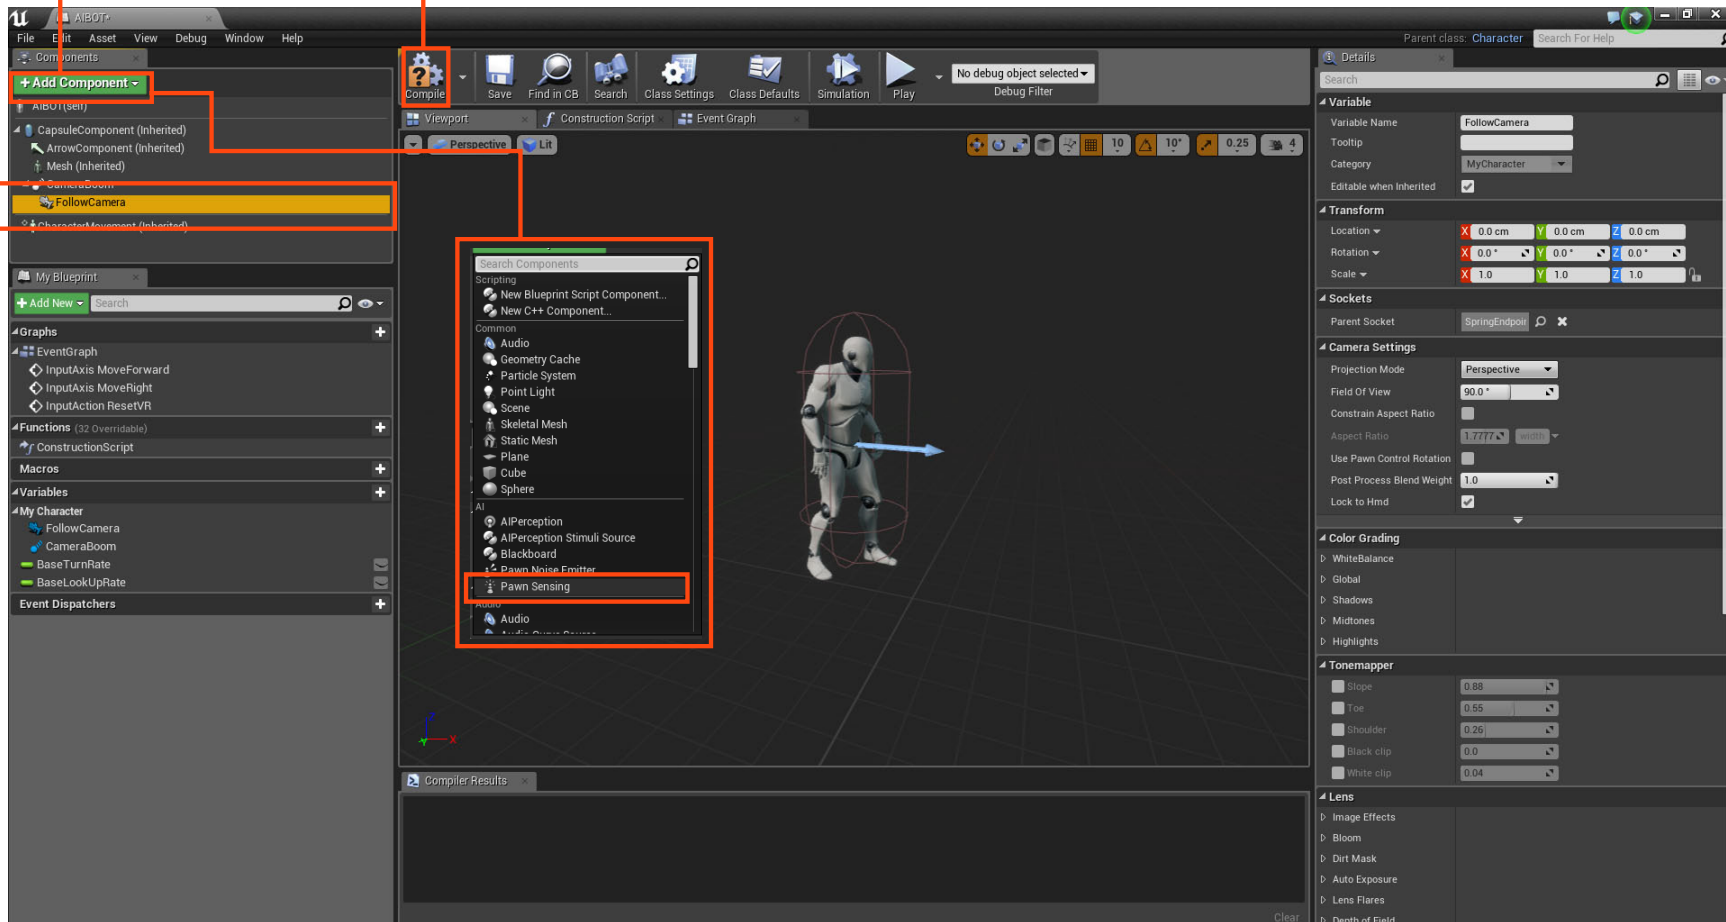 AIBOT*
File Edit Asset View Debug Window Help
Parent class: Character
Search For Help
Components
+Add Component
AIBOT(self)
CapsuleComponent (Inherited)
ArrowComponent (Inherited)
Mesh (Inherited)
CameraBoom
FollowCamera
CharacterMovement (Inherited)
My Blueprint
+Add New
Search
Graphs
EventGraph
InputAxis MoveForward
InputAxis MoveRight
InputAction ResetVR
Functions (32 Overridable)
ConstructionScript
Macros
Variables
My Character
FollowCamera
CameraBoom
BaseTurnRate
BaseLookUpRate
Event Dispatchers
Compile
Save
Find in CB
Search
Class Settings
Class Defaults
Simulation
Play
No debug object selected
Debug Filter
Viewport
Construction Script
Event Graph
Perspective
Lit
10
10°
0.25
4
Search Components
Scripting
New Blueprint Script Component...
New C++ Component...
Common
Audio
Geometry Cache
Particle System
Point Light
Scene
Skeletal Mesh
Static Mesh
Plane
Cube
Sphere
AI
AIPerception
AIPerception Stimuli Source
Blackboard
Pawn Noise Emitter
Pawn Sensing
Audio
Audio
Audio Curve Source
X
Compiler Results
Clear
Details
Search
Variable
Variable Name FollowCamera
Tooltip
Category MyCharacter
Editable when Inherited
Transform
Location X 0.0 cm Y 0.0 cm Z 0.0 cm
Rotation X 0.0 ° Y 0.0 ° Z 0.0 °
Scale X 1.0 Y 1.0 Z 1.0
Sockets
Parent Socket SpringEndpoir
Camera Settings
Projection Mode Perspective
Field Of View 90.0 °
Constrain Aspect Ratio
Aspect Ratio 1.7777 width
Use Pawn Control Rotation
Post Process Blend Weight 1.0
Lock to Hmd
Color Grading
WhiteBalance
Global
Shadows
Midtones
Highlights
Tonemapper
Slope 0.88
Toe 0.55
Shoulder 0.26
Black clip 0.0
White clip 0.04
Lens
Image Effects
Bloom
Dirt Mask
Auto Exposure
Lens Flares
Depth of Field